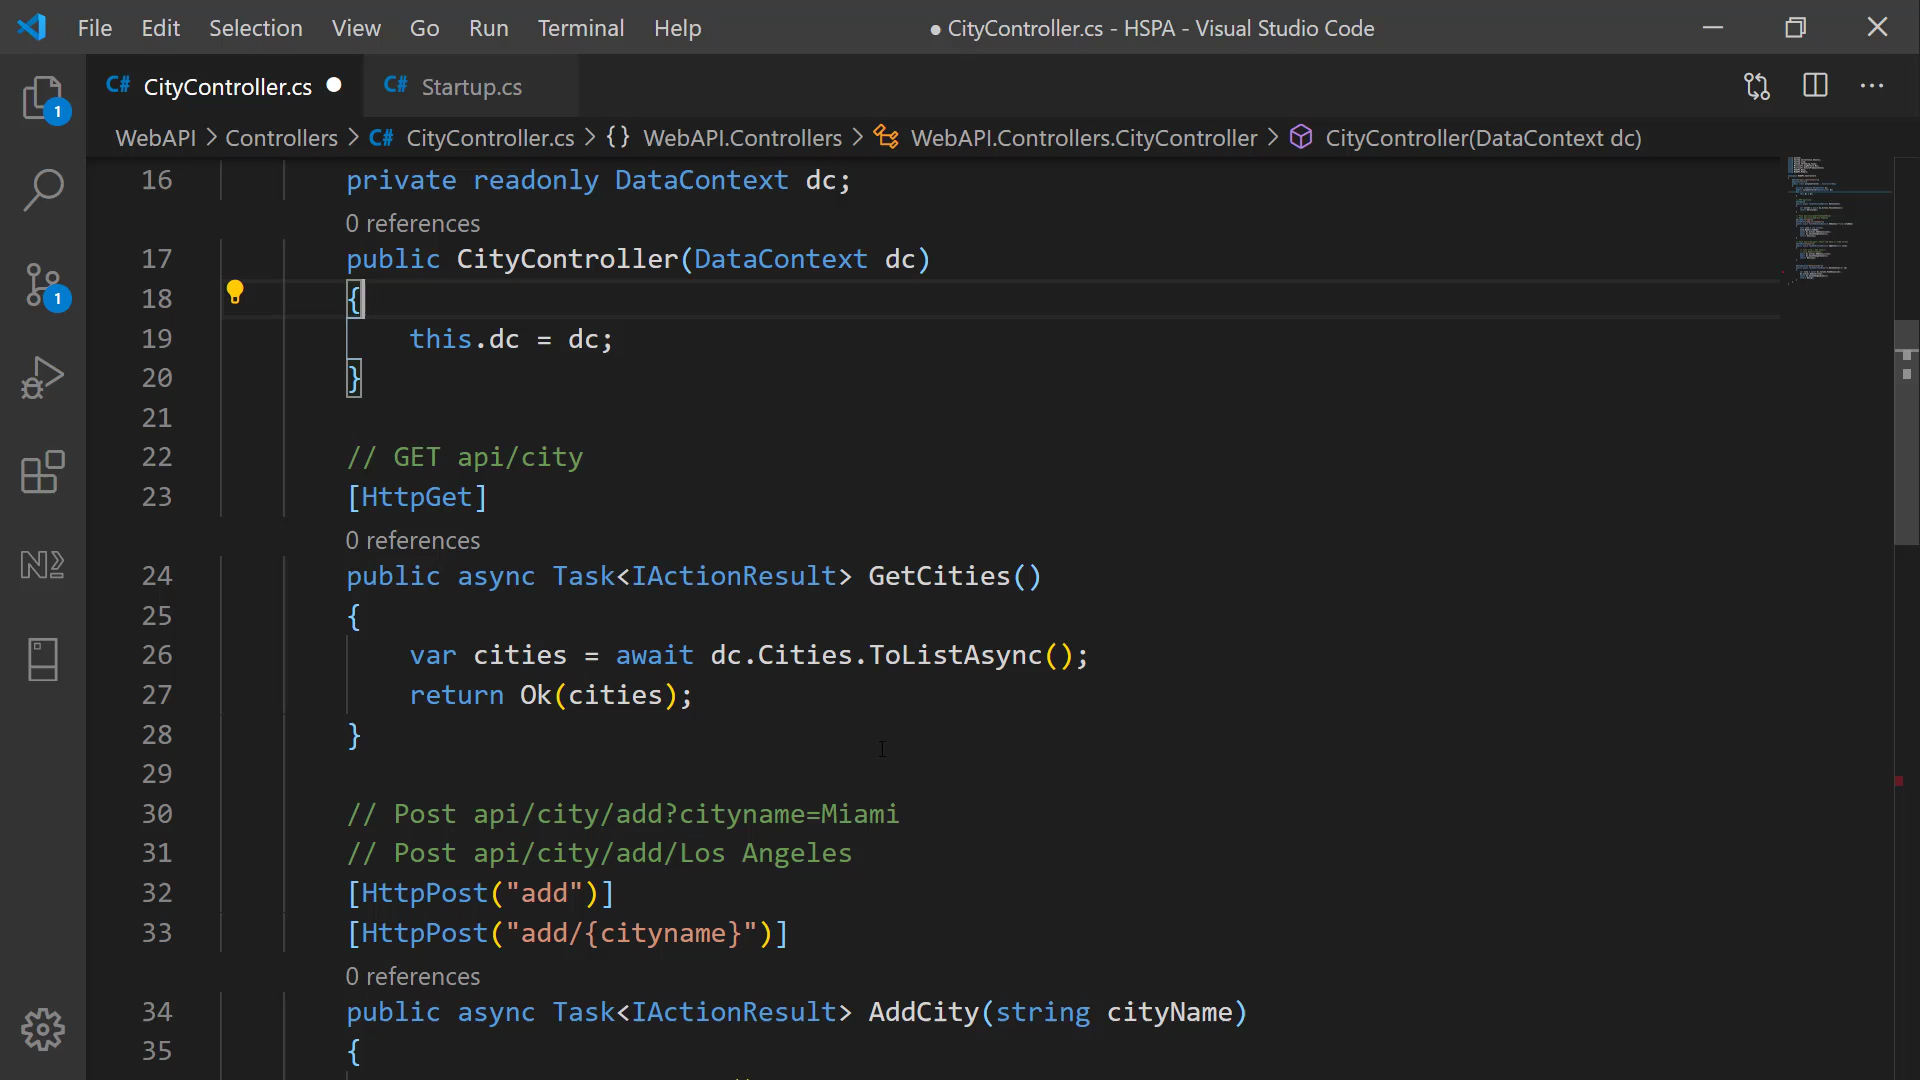 File Edit Selection View Go Run Terminal Help ● CityController.cs - HSPA - Visual Studio Code
C# CityController.cs ● C# Startup.cs
WebAPI > Controllers > C# CityController.cs > {} WebAPI.Controllers > WebAPI.Controllers.CityController > CityController(DataContext dc)
1
1
16 private readonly DataContext dc;
0 references
17 public CityController(DataContext dc)
18 {
19 this.dc = dc;
20 }
21
22 // GET api/city
23 [HttpGet]
0 references
24 public async Task<IActionResult> GetCities()
25 {
26 var cities = await dc.Cities.ToListAsync();
27 return Ok(cities);
28 }
29
30 // Post api/city/add?cityname=Miami
31 // Post api/city/add/Los Angeles
32 [HttpPost("add")]
33 [HttpPost("add/{cityname}")]
0 references
34 public async Task<IActionResult> AddCity(string cityName)
35 {